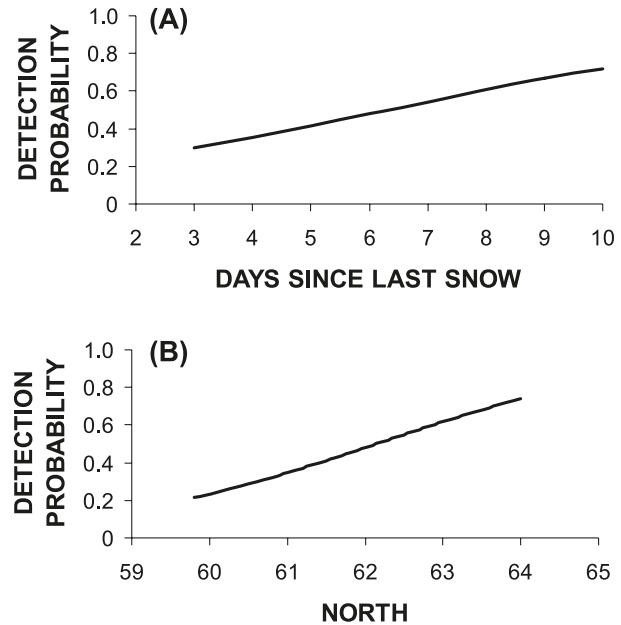 (A)
DETECTION
PROBABILITY
1.0
0.8
0.6
0.4
0.2
0
2 3 4 5 6 7 8 9 10
DAYS SINCE LAST SNOW
(B)
DETECTION
PROBABILITY
1.0
0.8
0.6
0.4
0.2
0
59 60 61 62 63 64 65
NORTH